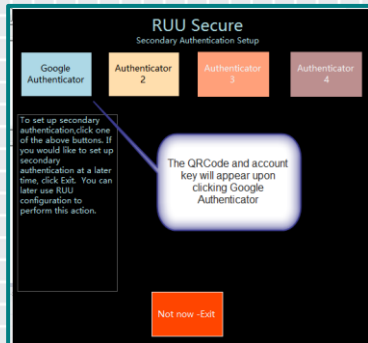 RUU Secure
Secondary Authentication Setup
Google
Authenticator
Authenticator
2
Authenticator
3
Authenticator
4
To set up secondary
authentication,click one
of the above buttons. If
you would like to set up
secondary
authentication at a later
time, click Exit.  You can
later use RUU
configuration to
perform this action.
The QRCode and account
key will appear upon
clicking Google
Authenticator
Not now -Exit